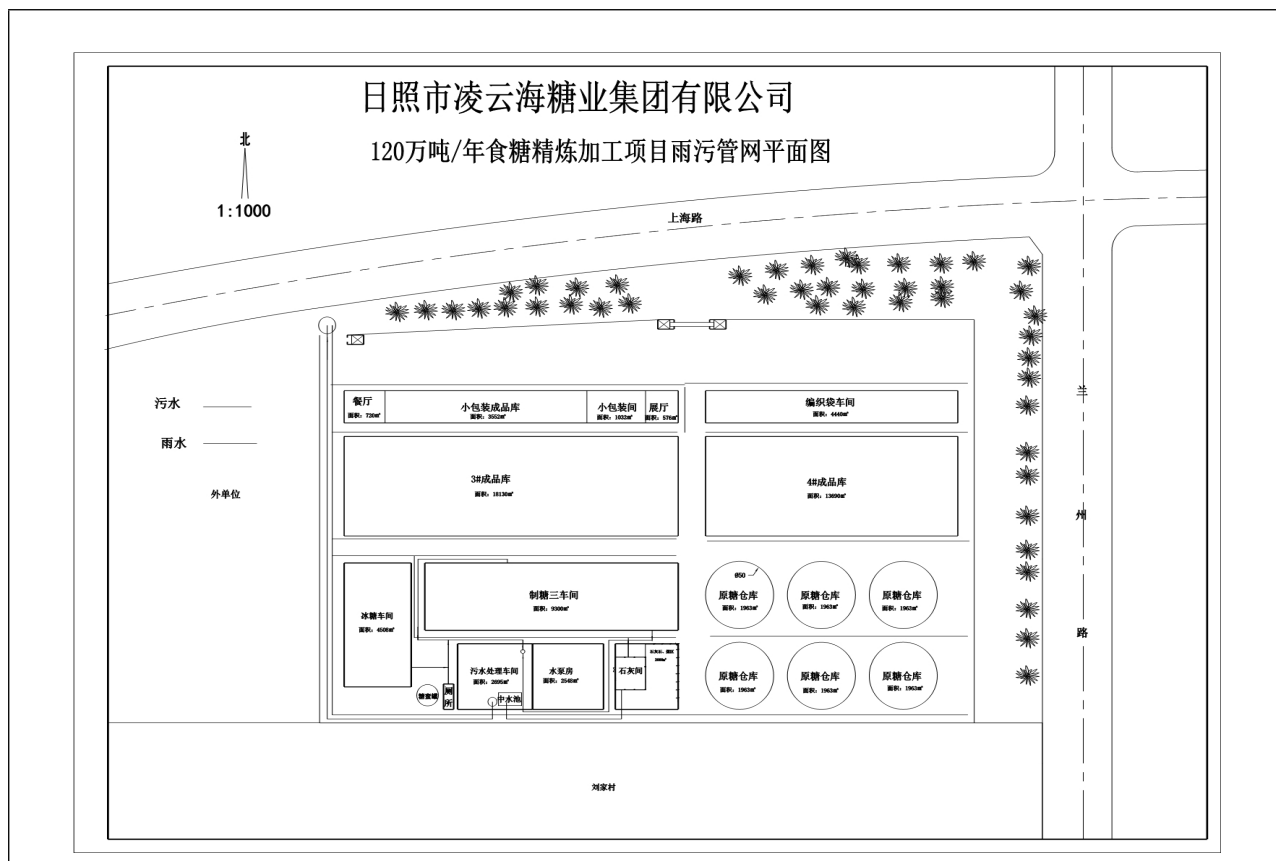 日照市凌云海糖业集团有限公司
120万吨/年食糖精炼加工项目雨污管网平面图
北
1:1000
上海路
兰州路
污水
雨水
外单位
餐厅
面积：720㎡
小包装成品库
面积：3552㎡
小包装间
面积：1032㎡
展厅
面积：576㎡
编织袋车间
面积：4440㎡
3#成品库
面积：18130㎡
4#成品库
面积：13690㎡
冰糖车间
面积：4508㎡
制糖三车间
面积：9300㎡
Ø50
原糖仓库
面积：1963㎡
原糖仓库
面积：1963㎡
原糖仓库
面积：1963㎡
污水处理车间
面积：2695㎡
水泵房
面积：2548㎡
石灰间
厕所
中水池
原糖仓库
面积：1963㎡
原糖仓库
面积：1963㎡
原糖仓库
面积：1963㎡
刘家村